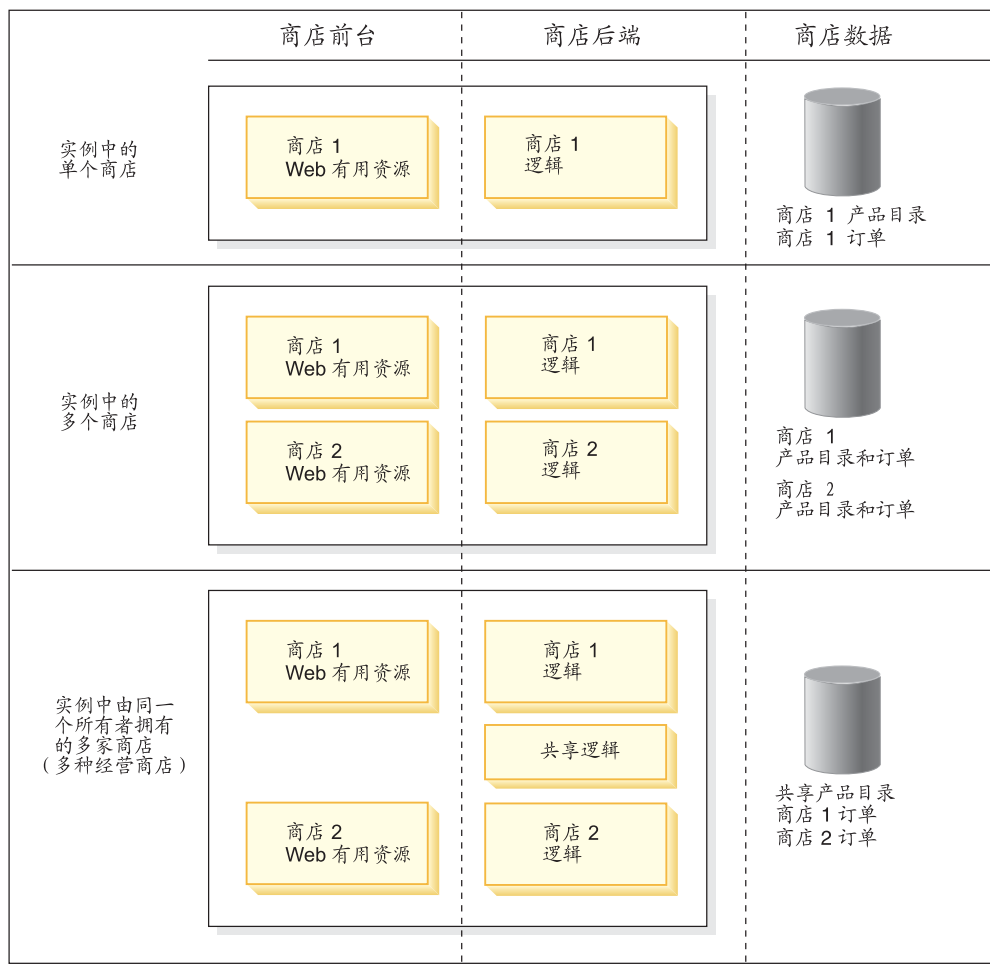 商店前台
商店后端
商店数据
实例中的
单个商店
商店 1
Web 有用资源
商店 1
逻辑
商店 1 产品目录
商店 1 订单
实例中的
多个商店
商店 1
Web 有用资源
商店 1
逻辑
商店 2
Web 有用资源
商店 2
逻辑
商店 1
产品目录和订单
商店 2
产品目录和订单
实例中由同一
个所有者拥有
的多家商店
(多种经营商店)
商店 1
Web 有用资源
商店 1
逻辑
共享逻辑
商店 2
Web 有用资源
商店 2
逻辑
共享产品目录
商店 1 订单
商店 2 订单